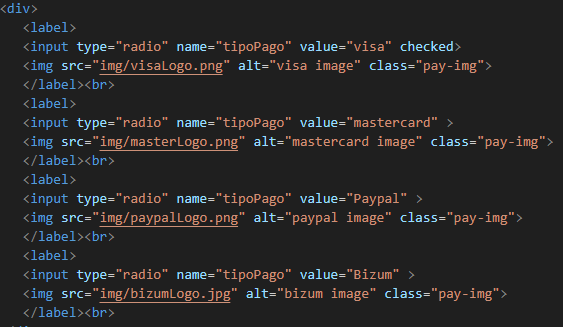 <div>
<label>
<input type="radio" name="tipoPago" value="visa" checked>
<img src="img/visaLogo.png" alt="visa image" class="pay-img">
</label><br>
<label>
<input type="radio" name="tipoPago" value="mastercard" >
<img src="img/masterLogo.png" alt="mastercard image" class="pay-img">
</label><br>
<label>
<input type="radio" name="tipoPago" value="Paypal" >
<img src="img/paypalLogo.png" alt="paypal image" class="pay-img">
</label><br>
<label>
<input type="radio" name="tipoPago" value="Bizum" >
<img src="img/bizumLogo.jpg" alt="bizum image" class="pay-img">
</label><br>